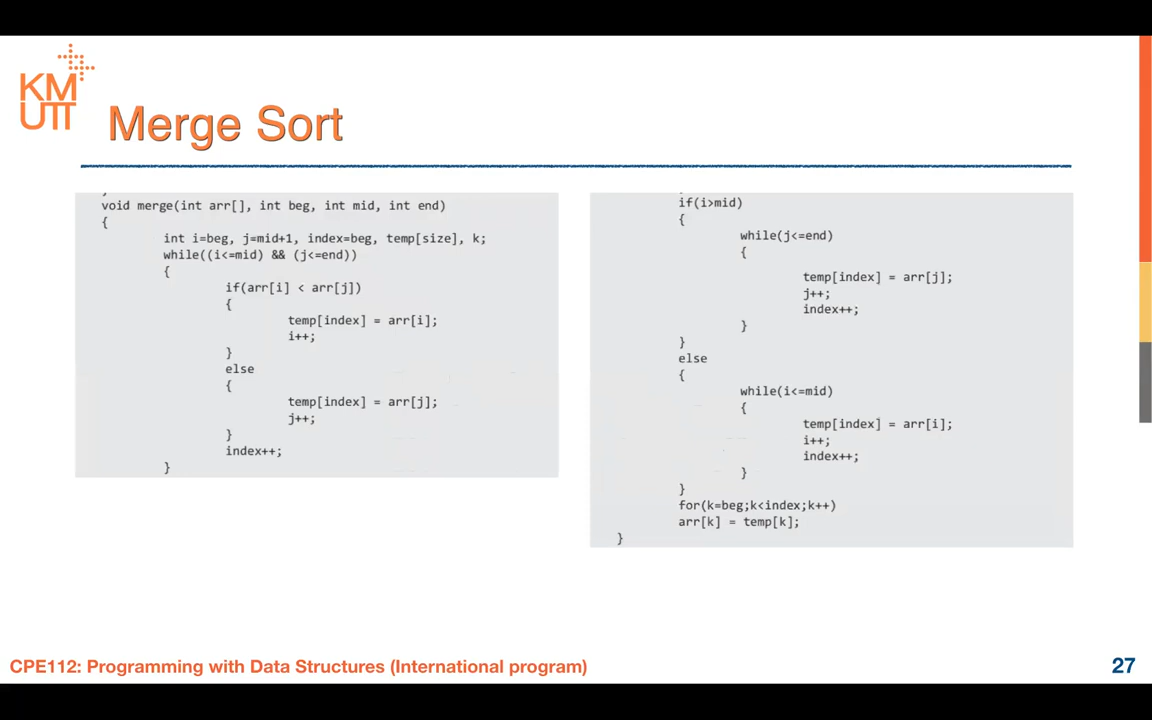 KM
UTT
Merge Sort
void merge(int arr[], int beg, int mid, int end)
{
int i=beg, j=mid+1, index=beg, temp[size], k;
while((i<=mid) && (j<=end))
{
if(arr[i] < arr[j])
{
temp[index] = arr[i];
i++;
}
else
{
temp[index] = arr[j];
j++;
}
index++;
}
if(i>mid)
{
while(j<=end)
{
temp[index] = arr[j];
j++;
index++;
}
}
else
{
while(i<=mid)
{
temp[index] = arr[i];
i++;
index++;
}
}
for(k=beg;k<index;k++)
arr[k] = temp[k];
}
CPE112: Programming with Data Structures (International program)
27